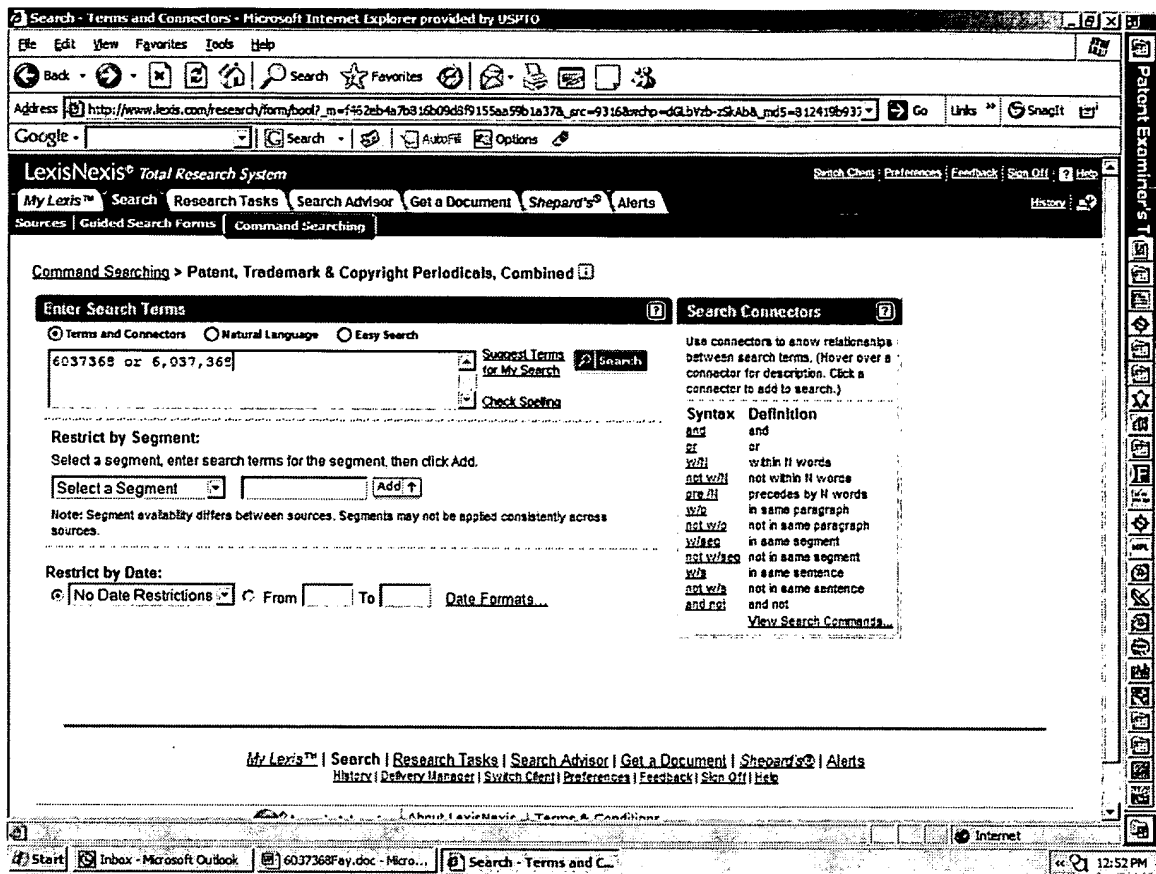 Search - Terms and Connectors - Microsoft Internet Explorer provided by USPTO
File Edit View Favorites Tools Help
Back Search Favorites
Address Go Links » SnagIt
Google - Search AutoFill Options
LexisNexis® Total Research System
Switch Client | Preferences | Feedback | Sign Off | ? Help
My Lexis™ Search Research Tasks Search Advisor Get a Document Shepard's® Alerts
History
Sources | Guided Search Forms | Command Searching
Command Searching > Patent, Trademark & Copyright Periodicals, Combined i
Enter Search Terms ?
Terms and Connectors Natural Language Easy Search
6037368 or 6,037,368
Suggest Terms
for My Search
Search
Check Spelling
Restrict by Segment:
Select a segment, enter search terms for the segment, then click Add.
Select a Segment Add ↑
Note: Segment availability differs between sources. Segments may not be applied consistently across
sources.
Restrict by Date:
No Date Restrictions From To Date Formats...
Search Connectors ?
Use connectors to show relationships
between search terms. (Hover over a
connector for description. Click a
connector to add to search.)
Syntax Definition
and and
or or
w/N within N words
not w/N not within N words
pre /N precedes by N words
w/p in same paragraph
not w/p not in same paragraph
w/seg in same segment
not w/seg not in same segment
w/s in same sentence
not w/s not in same sentence
and not and not
View Search Commands...
My Lexis™ | Search | Research Tasks | Search Advisor | Get a Document | Shepard's® | Alerts
History | Delivery Manager | Switch Client | Preferences | Feedback | Sign Off | Help
About LexisNexis | Terms & Conditions
Internet
Start Inbox - Microsoft Outlook 6037368Fay.doc - Micro... Search - Terms and C... « 12:52 PM
Patent Examiner's T